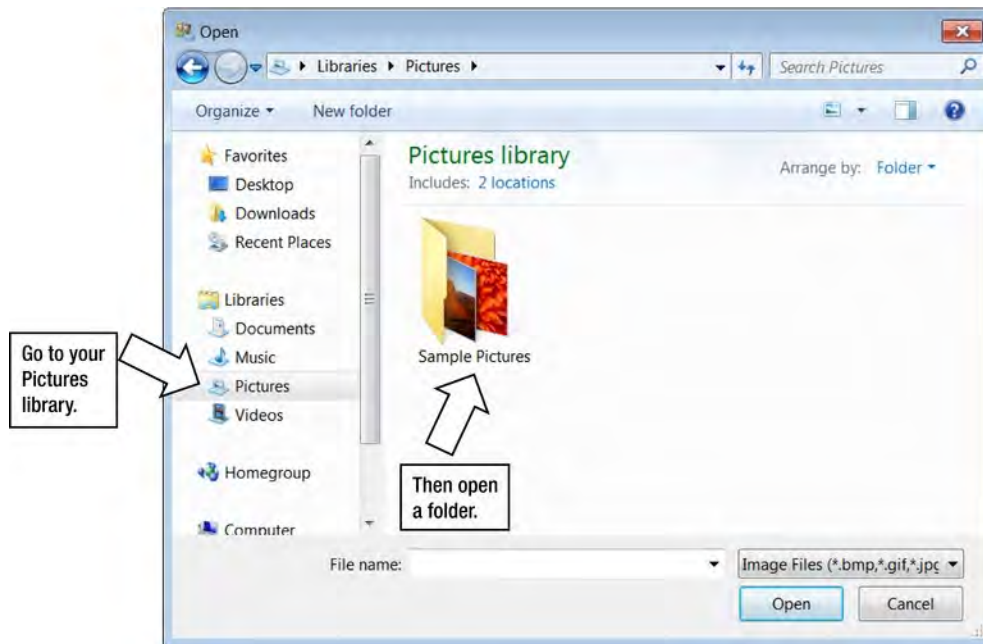 Open
Libraries Pictures
Search Pictures
Organize
New folder
Favorites
Desktop
Downloads
Recent Places
Libraries
Documents
Music
Pictures
Videos
Homegroup
Computer
Pictures library
Includes: 2 locations
Arrange by: Folder
Sample Pictures
Go to your
Pictures
library.
Then open
a folder.
File name:
Image Files (*.bmp,*.gif,*.jpg
Open
Cancel